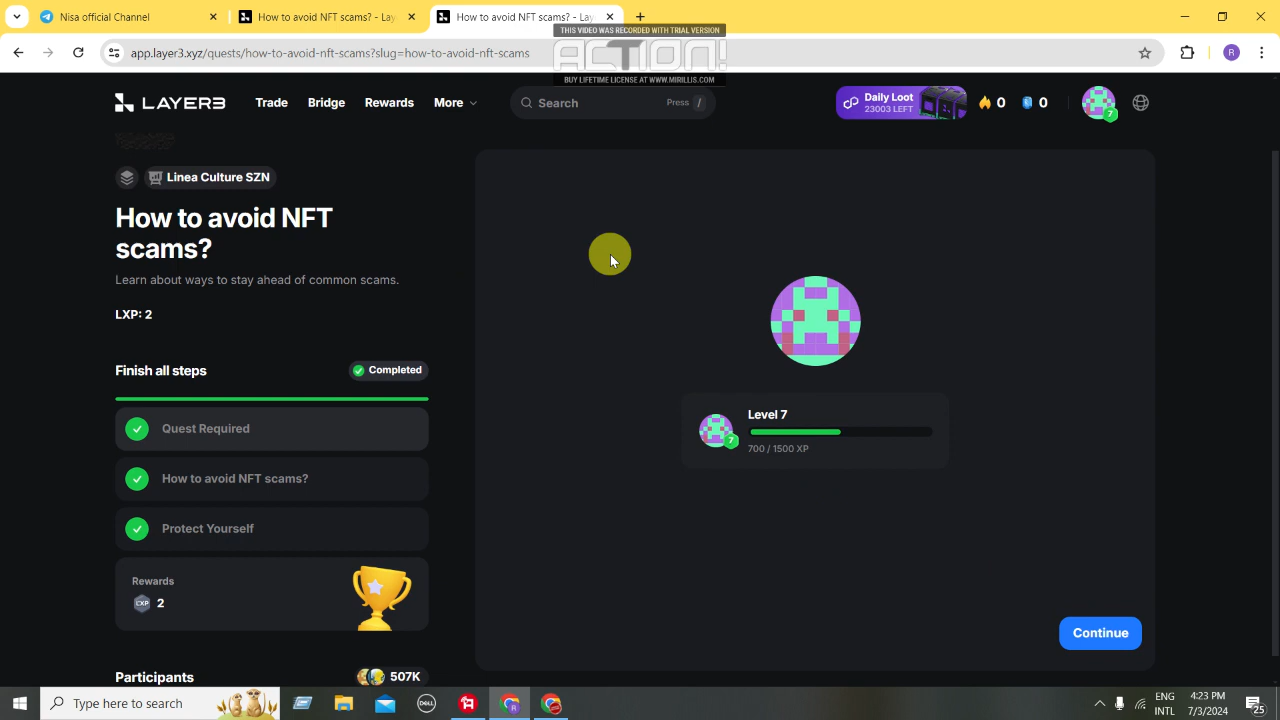 Nisa official Channel
How to avoid NFT scams? - Lay
How to avoid NFT scams? - Lay
THIS VIDEO WAS RECORDED WITH TRIAL VERSION
ACTION!
BUY LIFETIME LICENSE AT WWW.MIRILLIS.COM
app.layer3.xyz/quests/how-to-avoid-nft-scams?slug=how-to-avoid-nft-scams
R
LAYER3
Trade
Bridge
Rewards
More
Search
Press /
Daily Loot
23003 LEFT
0
0
7
Linea Culture SZN
How to avoid NFT
scams?
Learn about ways to stay ahead of common scams.
LXP: 2
Finish all steps
Completed
Quest Required
How to avoid NFT scams?
Protect Yourself
Rewards
CXP 2
Participants
507K
Level 7
7
700 / 1500 XP
Continue
Type here to search
DELL
R
ENG
INTL
4:23 PM
7/3/2024
25